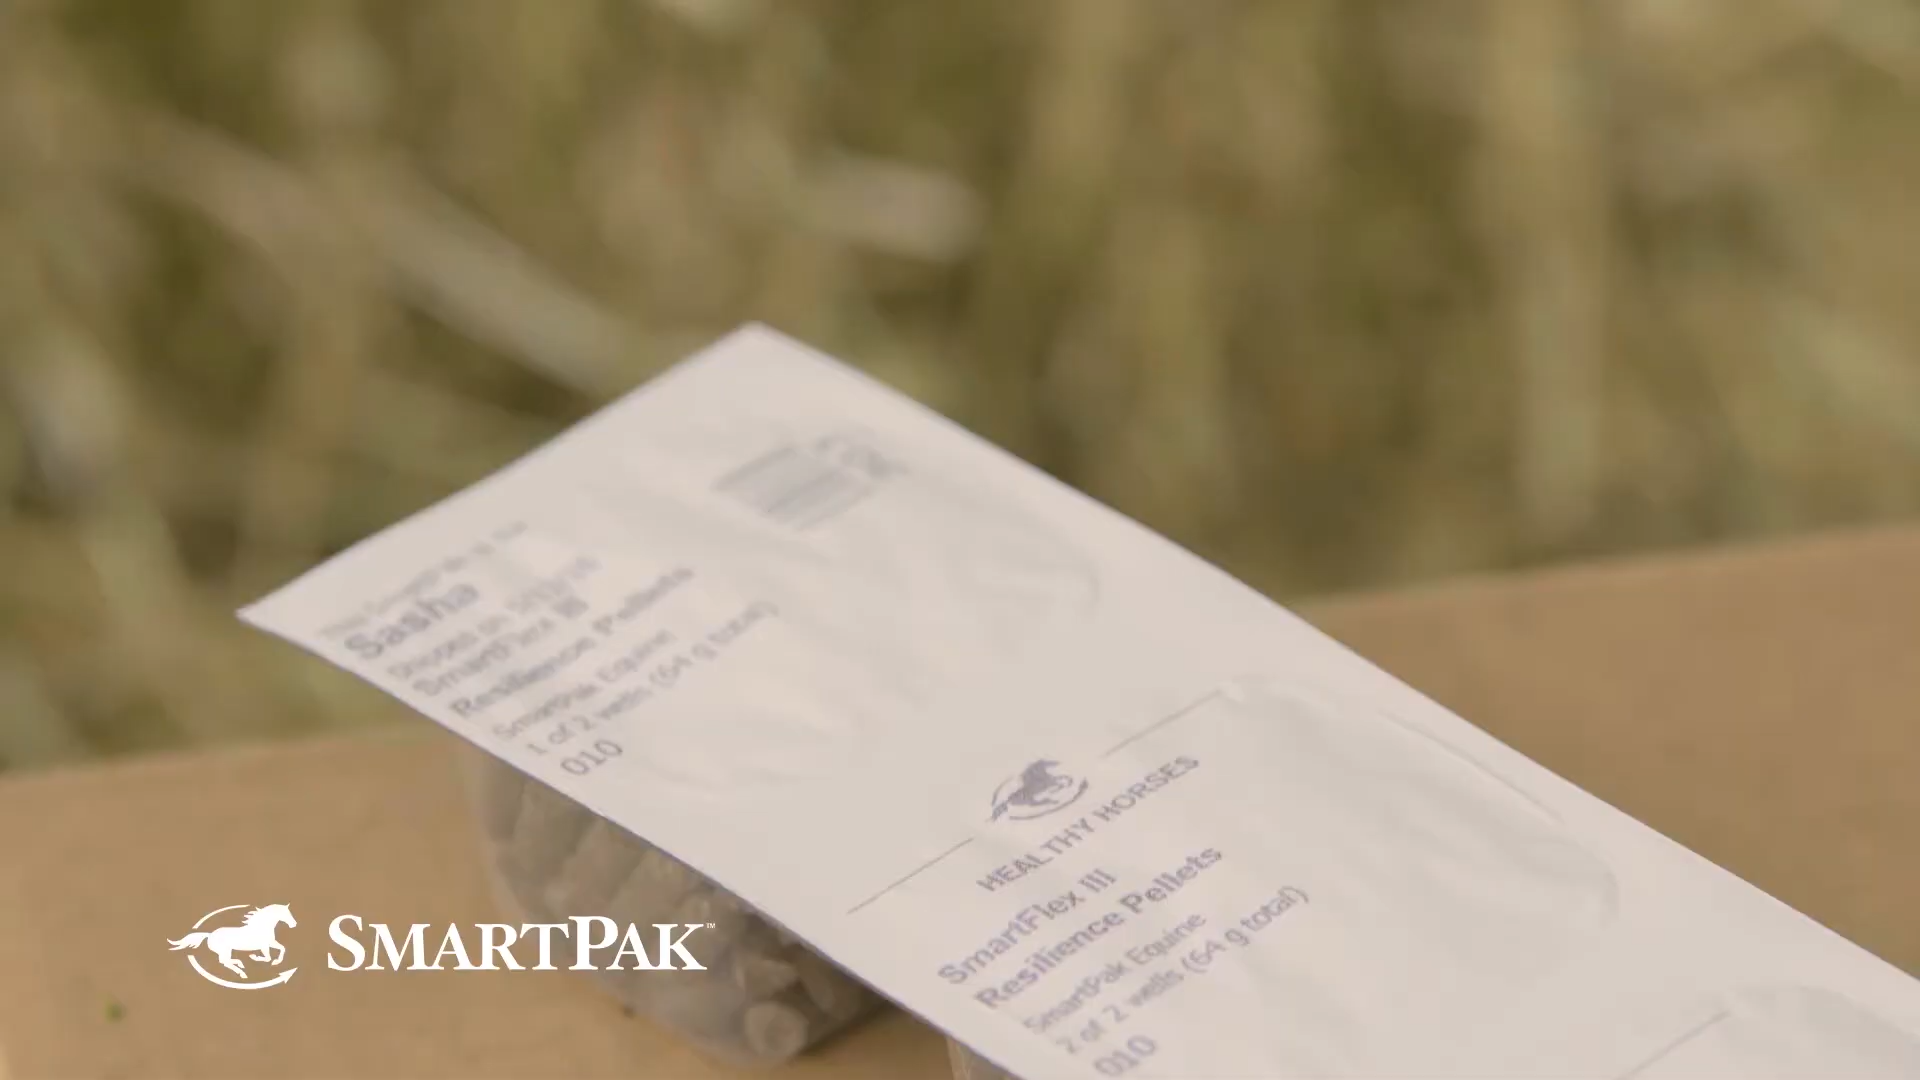 Sasha
SmartFlex III
Resilience Pellets
SmartPak Equine
1 of 2 wells (64 g total)
010
HEALTHY HORSES
SmartFlex III
Resilience Pellets
SmartPak Equine
2 of 2 wells (64 g total)
010
SMARTPAK™